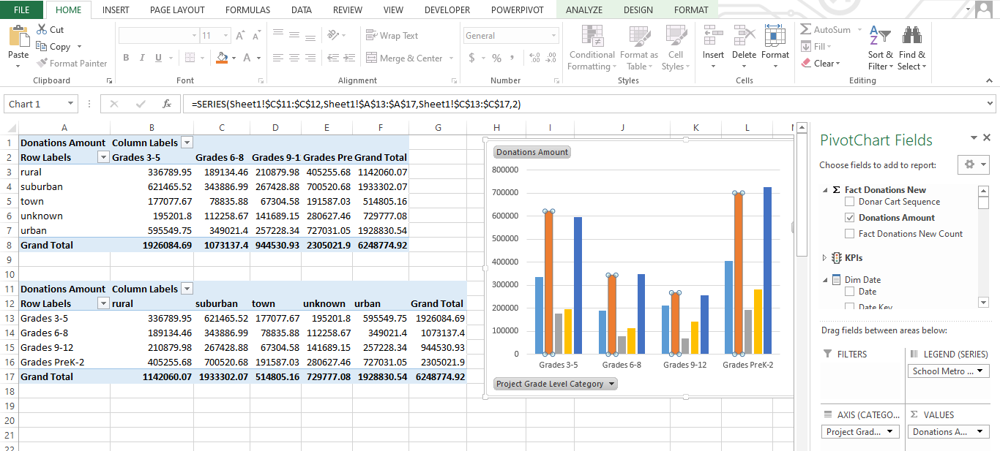 FILE HOME INSERT PAGE LAYOUT FORMULAS DATA REVIEW VIEW DEVELOPER POWERPIVOT ANALYZE DESIGN FORMAT
Paste
Cut
Copy
Format Painter
Clipboard
11 A A
B I U A
Font
Wrap Text
Merge & Center
Alignment
General
$ % ,
Number
Conditional Formatting
Format as Table
Cell Styles
Styles
Insert Delete Format
Cells
AutoSum
Fill
Clear
Sort & Filter
Find & Select
Editing
Chart 1 fx =SERIES(Sheet1!$C$11:$C$12,Sheet1!$A$13:$A$17,Sheet1!$C$13:$C$17,2)
A B C D E F G H I J K L
1 Donations Amount Column Labels
2 Row Labels Grades 3-5 Grades 6-8 Grades 9-1 Grades Pre Grand Total
3 rural 336789.95 189134.46 210879.98 405255.68 1142060.07
4 suburban 621465.52 343886.99 267428.88 700520.68 1933302.07
5 town 177077.67 78835.88 67304.58 191587.03 514805.16
6 unknown 195201.8 112258.67 141689.15 280627.46 729777.08
7 urban 595549.75 349021.4 257228.34 727031.05 1928830.54
8 Grand Total 1926084.69 1073137.4 944530.93 2305021.9 6248774.92
9
10
11 Donations Amount Column Labels
12 Row Labels rural suburban town unknown urban Grand Total
13 Grades 3-5 336789.95 621465.52 177077.67 195201.8 595549.75 1926084.69
14 Grades 6-8 189134.46 343886.99 78835.88 112258.67 349021.4 1073137.4
15 Grades 9-12 210879.98 267428.88 67304.58 141689.15 257228.34 944530.93
16 Grades PreK-2 405255.68 700520.68 191587.03 280627.46 727031.05 2305021.9
17 Grand Total 1142060.07 1933302.07 514805.16 729777.08 1928830.54 6248774.92
18
19
20
21
22
Donations Amount
800000
700000
600000
500000
400000
300000
200000
100000
0
Grades 3-5 Grades 6-8 Grades 9-12 Grades PreK-2
Project Grade Level Category
PivotChart Fields
Choose fields to add to report:
Σ Fact Donations New
Donar Cart Sequence
Donations Amount
Fact Donations New Count
KPIs
Dim Date
Date
Date Key
Drag fields between areas below:
FILTERS
LEGEND (SERIES)
School Metro ...
AXIS (CATEGO...
Project Grad...
Σ VALUES
Donations A...